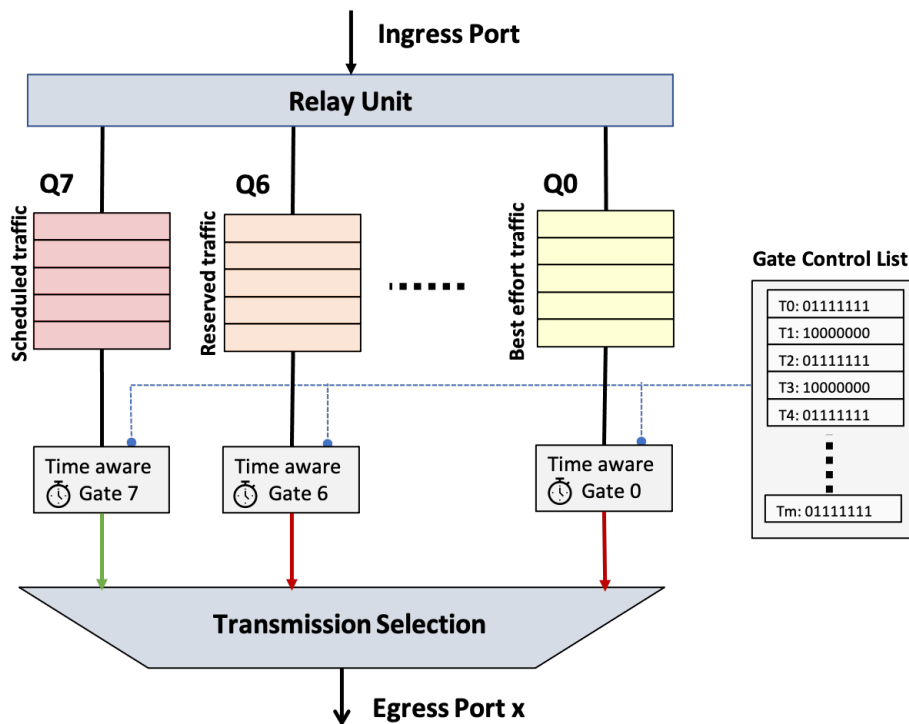 Ingress Port
Relay Unit
Q7
Q6
Q0
Scheduled traffic
Reserved traffic
Best effort traffic
Gate Control List
T0: 01111111
T1: 10000000
T2: 01111111
T3: 10000000
T4: 01111111
Tm: 01111111
Time aware
Gate 7
Time aware
Gate 6
Time aware
Gate 0
Transmission Selection
Egress Port x